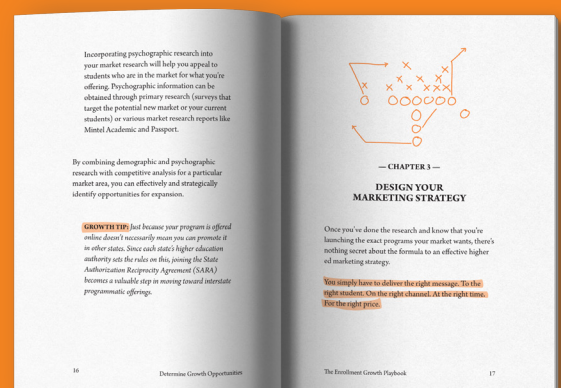 Incorporating psychographic research into
your market research will help you appeal to
students who are in the market for what you're
offering. Psychographic information can be
obtained through primary research (surveys that
target the potential new market or your current
students) or various market research reports like
Mintel Academic and Passport.
By combining demographic and psychographic
research with competitive analysis for a particular
market area, you can effectively and strategically
identify opportunities for expansion.
GROWTH TIP: Just because your program is offered
online doesn't necessarily mean you can promote it
in other states. Since each state's higher education
authority sets the rules on this, joining the State
Authorization Reciprocity Agreement (SARA)
becomes a valuable step in moving toward interstate
programmatic offerings.
16
Determine Growth Opportunities
— CHAPTER 3 —
DESIGN YOUR
MARKETING STRATEGY
Once you've done the research and know that you're
launching the exact programs your market wants, there's
nothing secret about the formula to an effective higher
ed marketing strategy.
You simply have to deliver the right message. To the
right student. On the right channel. At the right time.
For the right price.
The Enrollment Growth Playbook
17